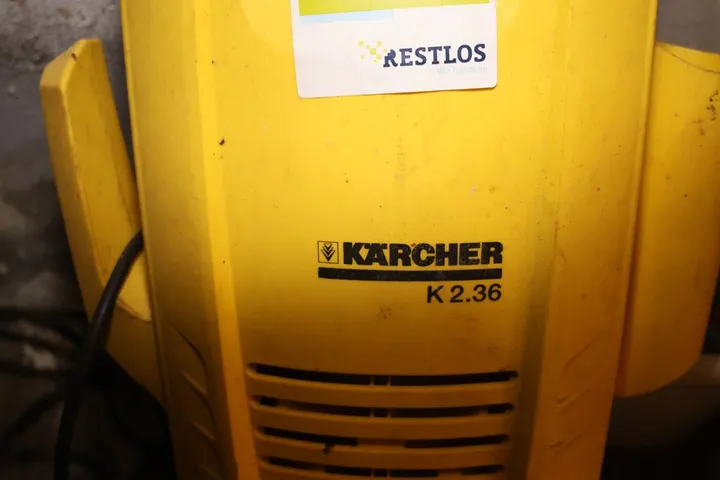 RESTLOS
KÄRCHER
K 2.36